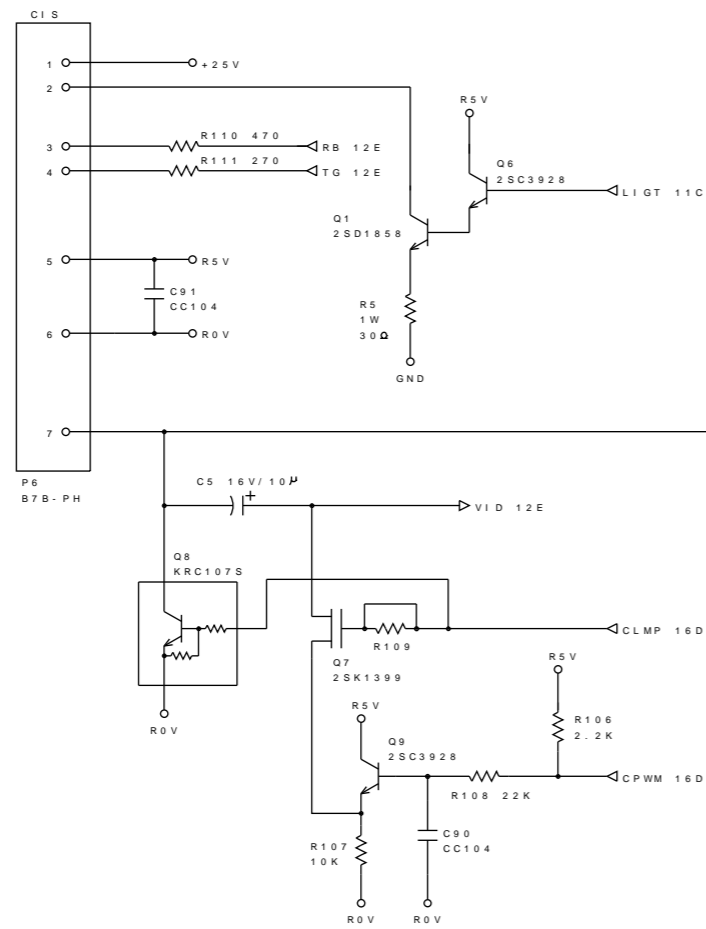 CIS
1
+25V
2
R5V
3
R110 470
RB 12E
4
R111 270
TG 12E
Q6
2SC3928
LIGT 11C
Q1
2SD1858
5
R5V
C91
CC104
R5
1W
30Ω
6
R0V
GND
7
P6
B7B-PH
C5 16V/10μ
VID 12E
Q8
KRC107S
CLMP 16D
R109
Q7
2SK1399
R5V
R0V
R5V
Q9
2SC3928
R106
2.2K
CPWM 16D
R108 22K
R107
10K
C90
CC104
R0V
R0V